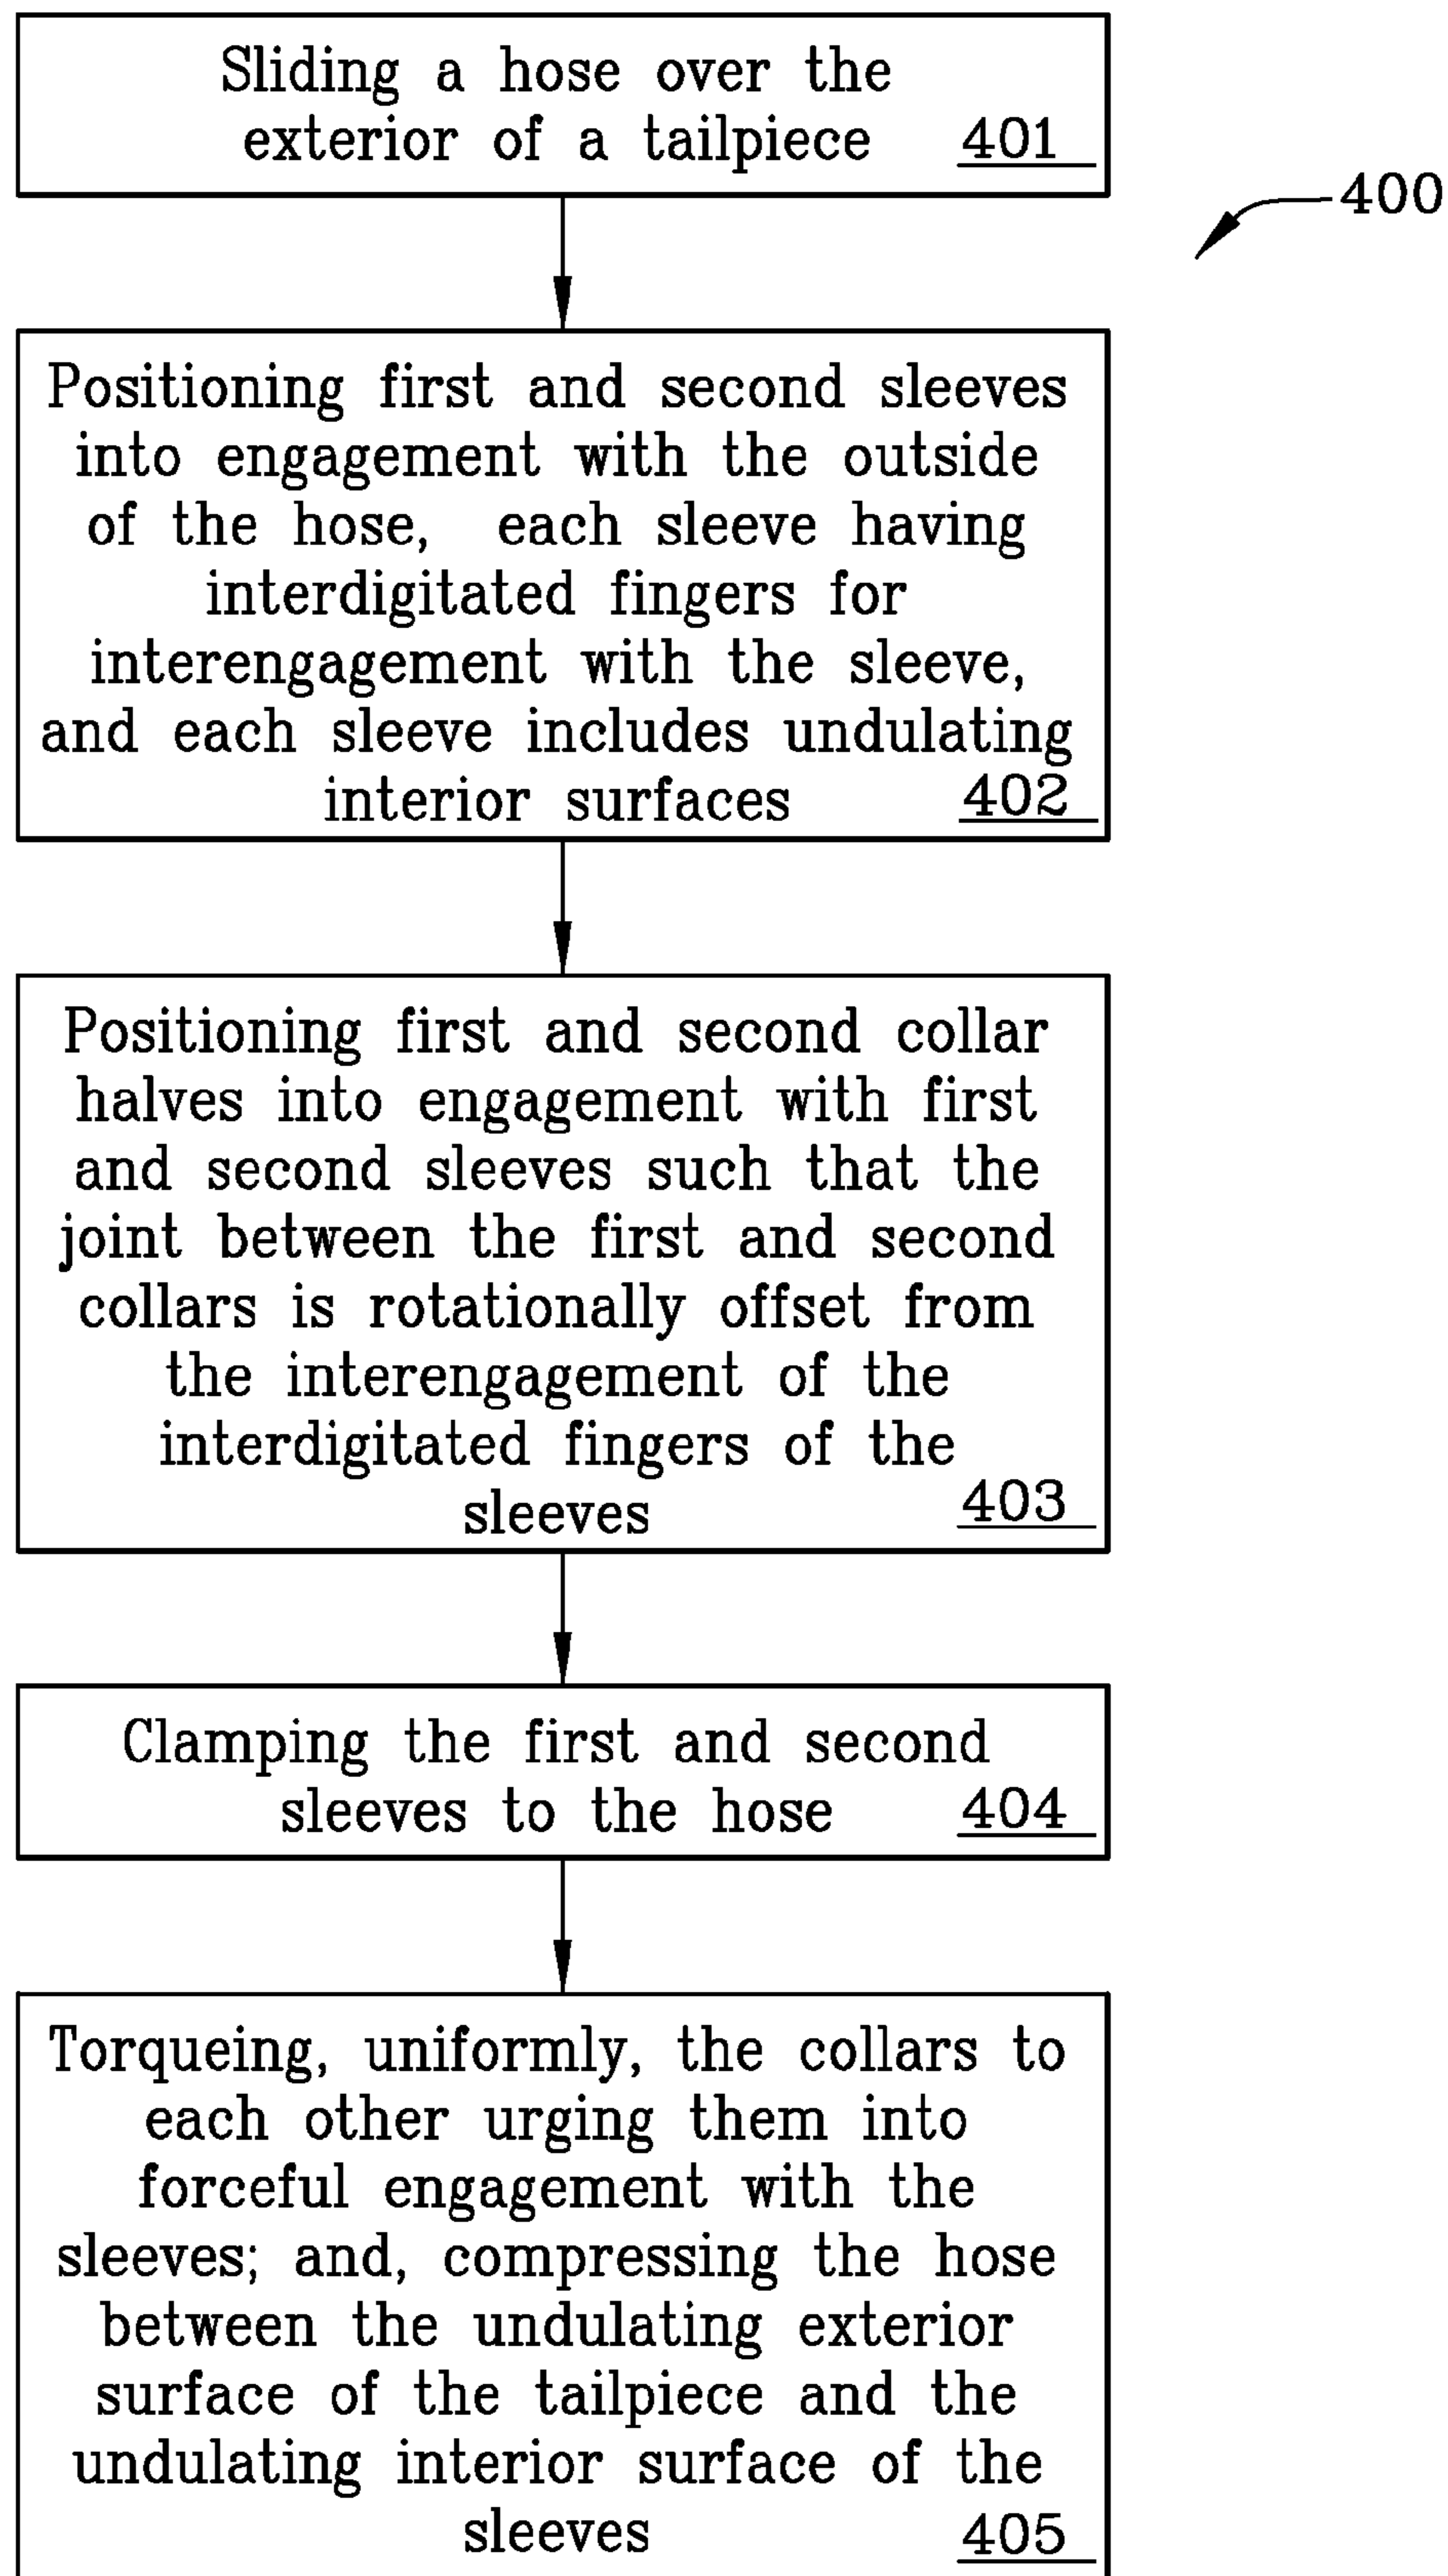 Sliding a hose over the
exterior of a tailpiece 401
400
Positioning first and second sleeves
into engagement with the outside
of the hose, each sleeve having
interdigitated fingers for
interengagement with the sleeve,
and each sleeve includes undulating
interior surfaces 402
Positioning first and second collar
halves into engagement with first
and second sleeves such that the
joint between the first and second
collars is rotationally offset from
the interengagement of the
interdigitated fingers of the
sleeves 403
Clamping the first and second
sleeves to the hose 404
Torqueing, uniformly, the collars to
each other urging them into
forceful engagement with the
sleeves; and, compressing the hose
between the undulating exterior
surface of the tailpiece and the
undulating interior surface of the
sleeves 405